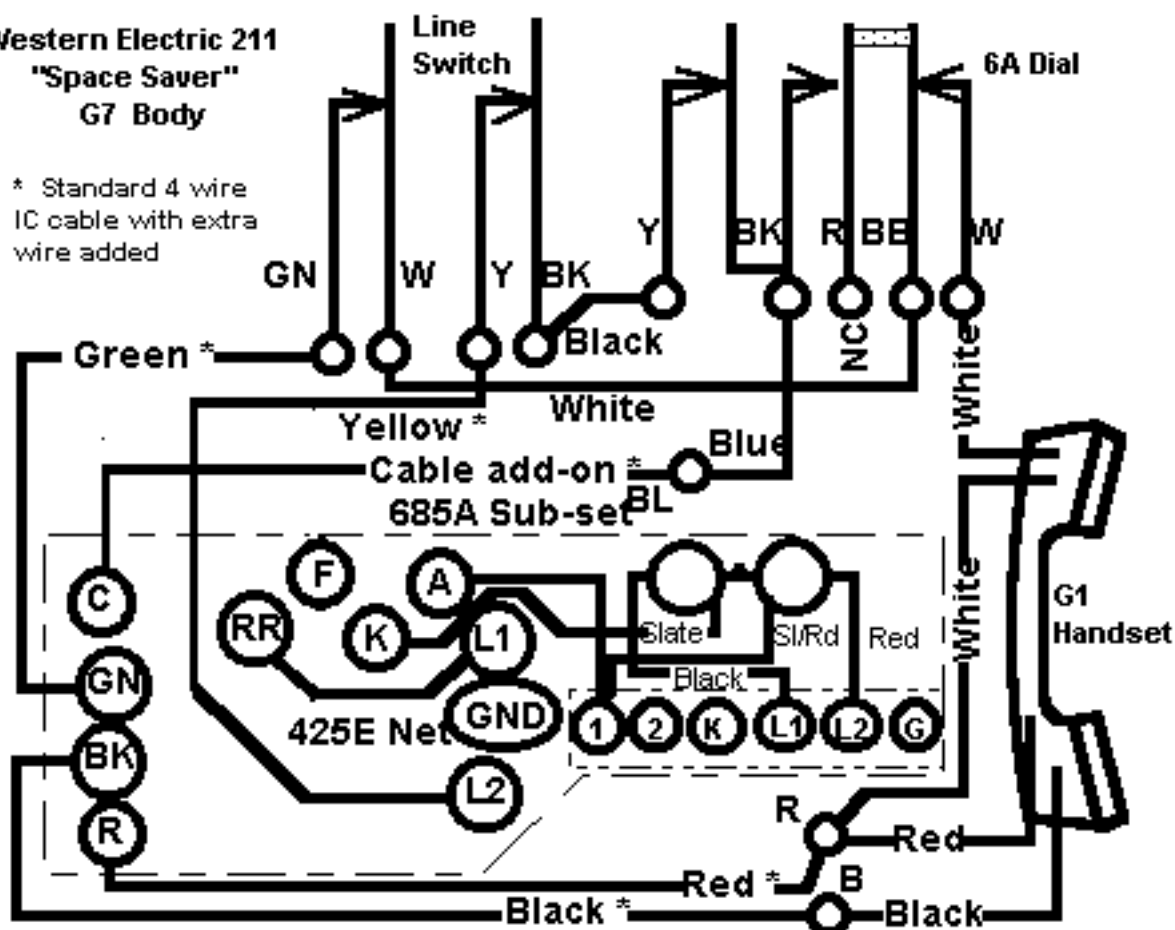 Western Electric 211
"Space Saver"
G7 Body
* Standard 4 wire
IC cable with extra
wire added
Line
Switch
6A Dial
GN W Y BK Y BK R BB W
Black
NC
White
Green *
White
Yellow *
Blue
Cable add-on *
BL
685A Sub-set
C
F
A
RR
K
L1
Slate
Sl/Rd
Red
White
G1
Handset
GN
Black
GND
425E Net
1 2 K L1 L2 G
BK
L2
R
R
Red
Red *
B
Black *
Black